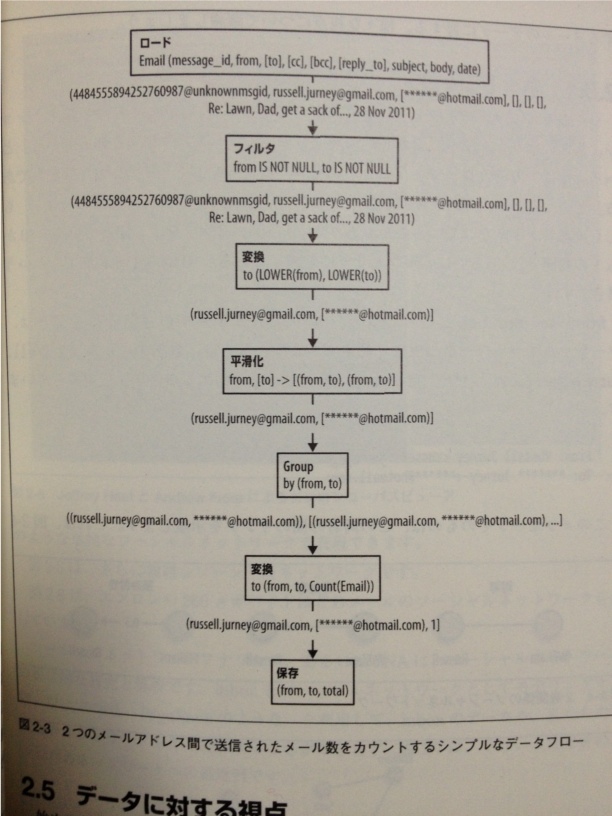 ロード
Email (message_id, from, [to], [cc], [bcc], [reply_to], subject, body, date)
(4484555894252760987@unknownmsgid, russell.jurney@gmail.com, [******@hotmail.com], [], [], [],
Re: Lawn, Dad, get a sack of..., 28 Nov 2011)
フィルタ
from IS NOT NULL, to IS NOT NULL
(4484555894252760987@unknownmsgid, russell.jurney@gmail.com, [******@hotmail.com], [], [], [],
Re: Lawn, Dad, get a sack of..., 28 Nov 2011)
変換
to (LOWER(from), LOWER(to))
(russell.jurney@gmail.com, [******@hotmail.com)]
平滑化
from, [to] -> [(from, to), (from, to)]
(russell.jurney@gmail.com, [******@hotmail.com)]
Group
by (from, to)
((russell.jurney@gmail.com, ******@hotmail.com)), [(russell.jurney@gmail.com, ******@hotmail.com), ...]
変換
to (from, to, Count(Email))
(russell.jurney@gmail.com, [******@hotmail.com), 1]
保存
(from, to, total)
図2-3 2つのメールアドレス間で送信されたメール数をカウントするシンプルなデータフロー
2.5 データに対する視点